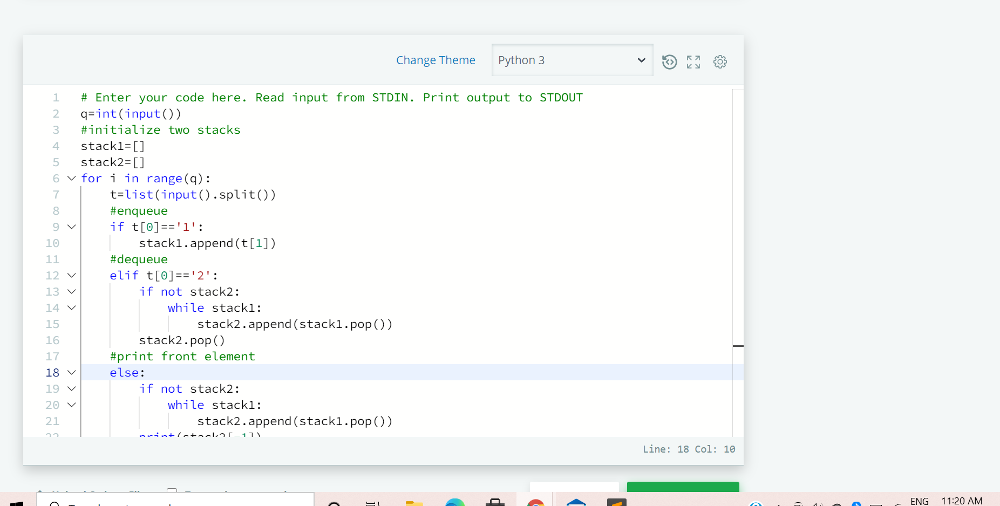 Change Theme Python 3
1 # Enter your code here. Read input from STDIN. Print output to STDOUT
2 q=int(input())
3 #initialize two stacks
4 stack1=[]
5 stack2=[]
6 for i in range(q):
7     t=list(input().split())
8     #enqueue
9     if t[0]=='1':
10         stack1.append(t[1])
11     #dequeue
12     elif t[0]=='2':
13         if not stack2:
14             while stack1:
15                 stack2.append(stack1.pop())
16         stack2.pop()
17     #print front element
18     else:
19         if not stack2:
20             while stack1:
21                 stack2.append(stack1.pop())
22         print(stack2[-1])
Line: 18 Col: 10
ENG 11:20 AM